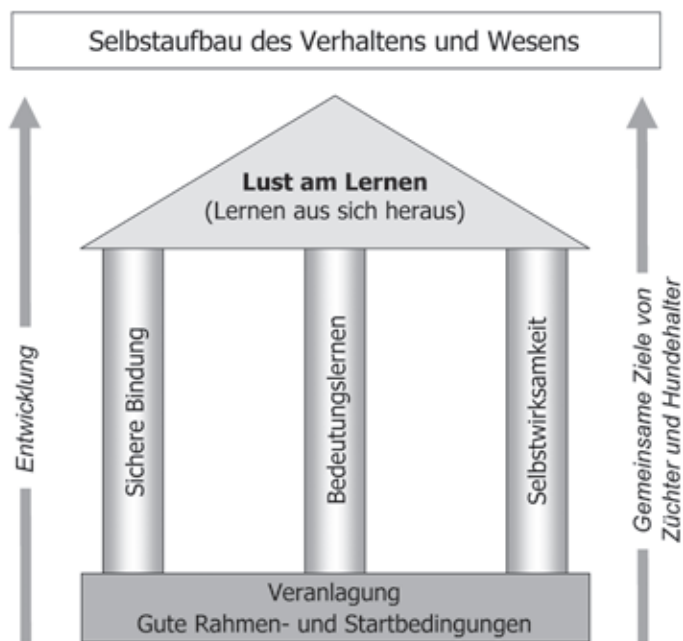 Selbstaufbau des Verhaltens und Wesens
Lust am Lernen
(Lernen aus sich heraus)
Entwicklung
Sichere Bindung
Bedeutungslernen
Selbstwirksamkeit
Gemeinsame Ziele von
Züchter und Hundehalter
Veranlagung
Gute Rahmen- und Startbedingungen